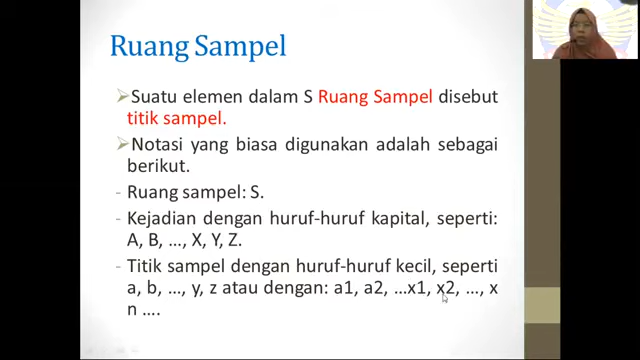 Ruang Sampel
Suatu elemen dalam S Ruang Sampel disebut
titik sampel.
Notasi yang biasa digunakan adalah sebagai
berikut.
- Ruang sampel: S.
- Kejadian dengan huruf-huruf kapital, seperti:
A, B, ..., X, Y, Z.
- Titik sampel dengan huruf-huruf kecil, seperti
a, b, ..., y, z atau dengan: a1, a2, ...x1, x2, ..., x
n ....